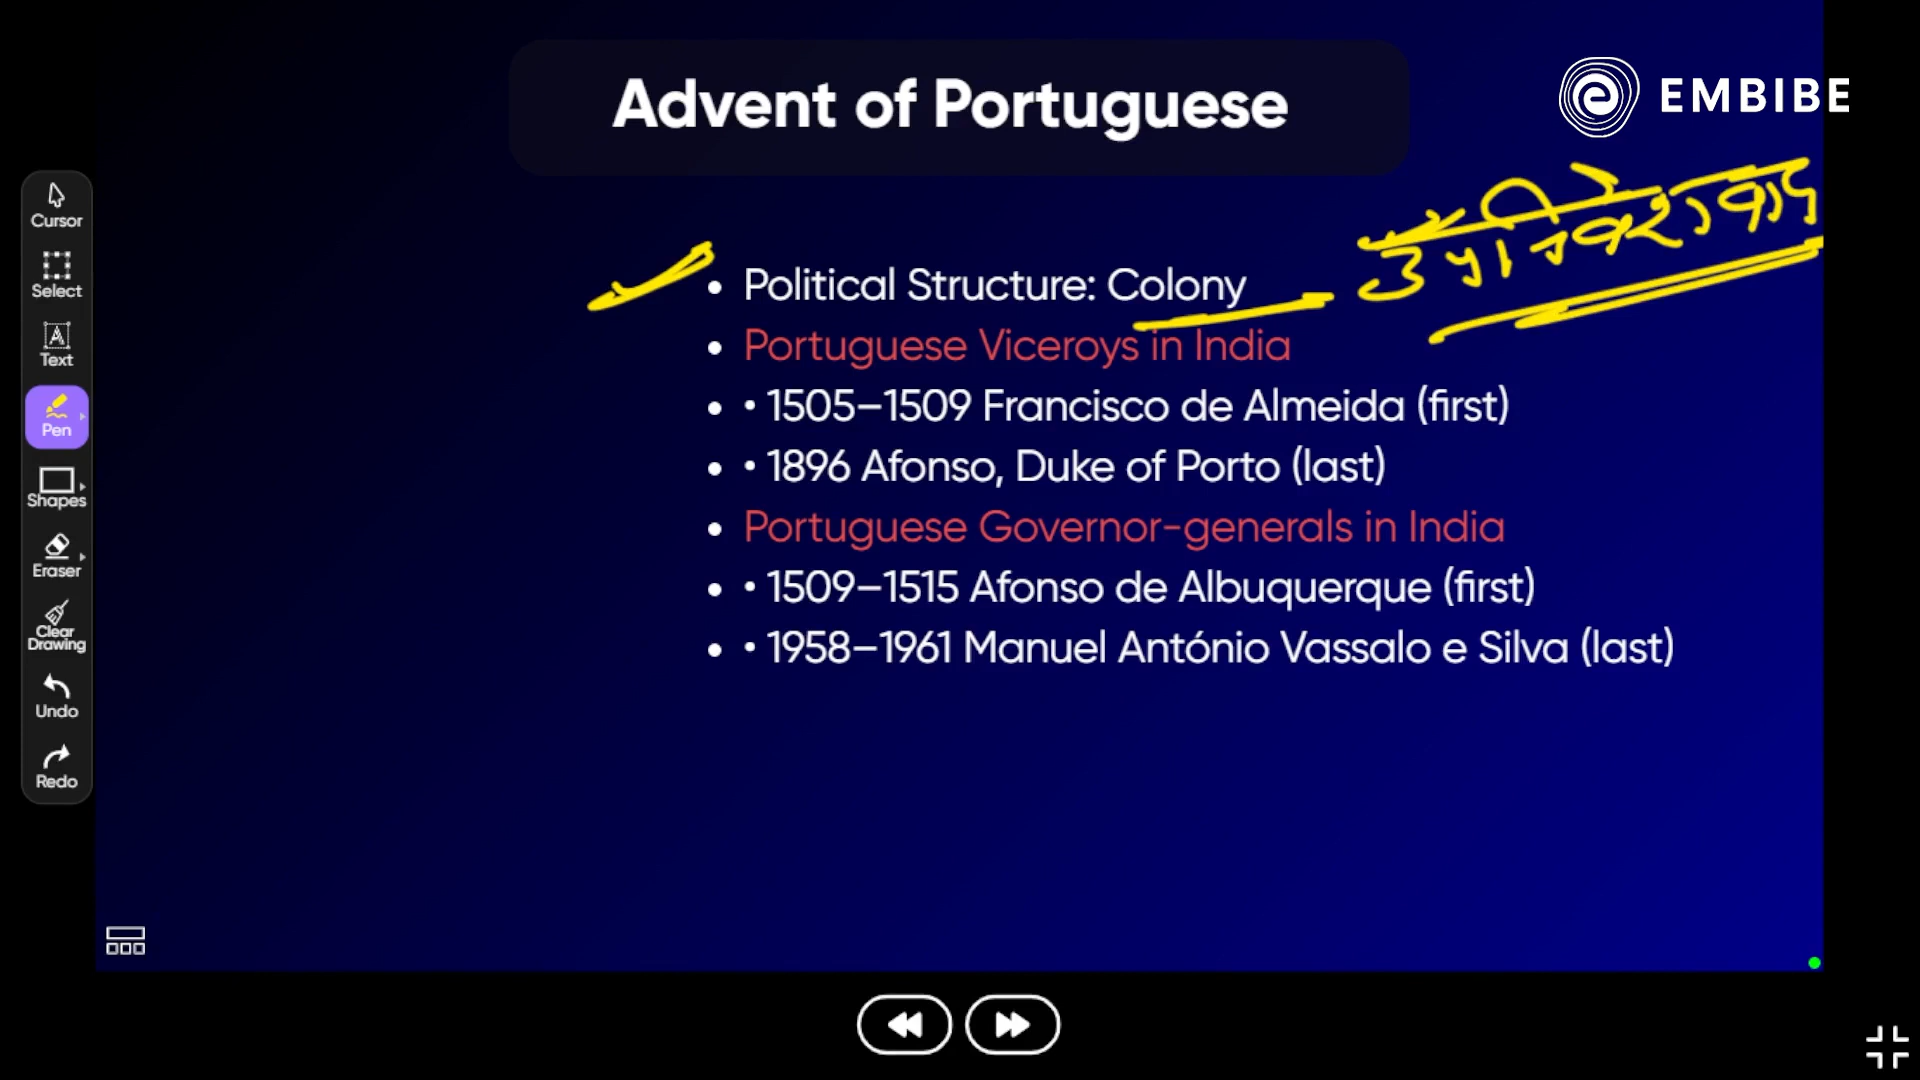 Advent of Portuguese
EMBIBE
उपनिवेशवाद
• Political Structure: Colony
• Portuguese Viceroys in India
• • 1505–1509 Francisco de Almeida (first)
• • 1896 Afonso, Duke of Porto (last)
• Portuguese Governor-generals in India
• • 1509–1515 Afonso de Albuquerque (first)
• • 1958–1961 Manuel António Vassalo e Silva (last)
Cursor
Select
Text
Pen
Shapes
Eraser
Clear
Drawing
Undo
Redo